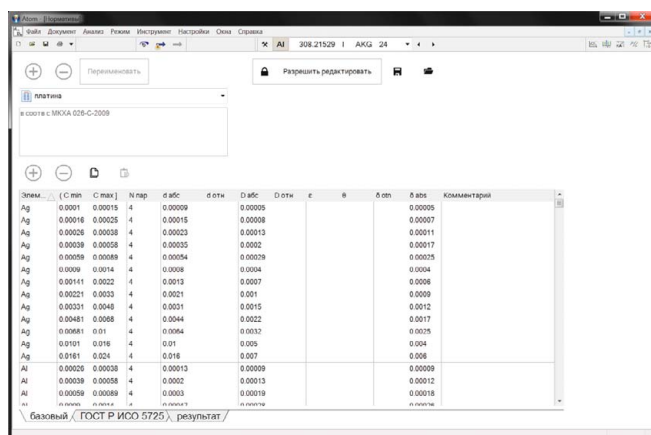 Atom - [Нормативы]
Файл Документ Анализ Режим Инструмент Настройки Окна Справка
Al 308.21529 I AKG 24
Переименовать Разрешить редактировать
платина
в соотв с МКХА 026-С-2009
Элем... ( C min C max ] N пар d абс d отн D абс D отн ε θ δ otn δ abs Комментарий
Ag 0.0001 0.00015 4 0.00009 0.00005 0.00005
Ag 0.00016 0.00025 4 0.00015 0.00008 0.00007
Ag 0.00026 0.00038 4 0.00023 0.00013 0.00011
Ag 0.00039 0.00058 4 0.00035 0.0002 0.00017
Ag 0.00059 0.00089 4 0.00054 0.00029 0.00025
Ag 0.0009 0.0014 4 0.0008 0.0004 0.0004
Ag 0.00141 0.0022 4 0.0013 0.0007 0.0006
Ag 0.00221 0.0033 4 0.0021 0.001 0.0009
Ag 0.00331 0.0048 4 0.0031 0.0015 0.0012
Ag 0.00481 0.0068 4 0.0044 0.0022 0.0017
Ag 0.00681 0.01 4 0.0064 0.0032 0.0025
Ag 0.0101 0.016 4 0.01 0.005 0.004
Ag 0.0161 0.024 4 0.016 0.007 0.006
Al 0.00026 0.00038 4 0.00013 0.00009 0.00009
Al 0.00039 0.00058 4 0.0002 0.00013 0.00012
Al 0.00059 0.00089 4 0.0003 0.00019 0.00018
Al 0.0009 0.0014 4 0.00047 0.00028
базовый ГОСТ Р ИСО 5725 результат